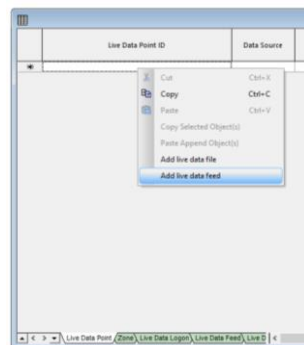 Live Data Point ID
Data Source
Cut Ctrl+X
Copy Ctrl+C
Paste Ctrl+V
Copy Selected Object(s)
Paste Append Object(s)
Add live data file
Add live data feed
Live Data Point Zone Live Data Logon Live Data Feed Live D